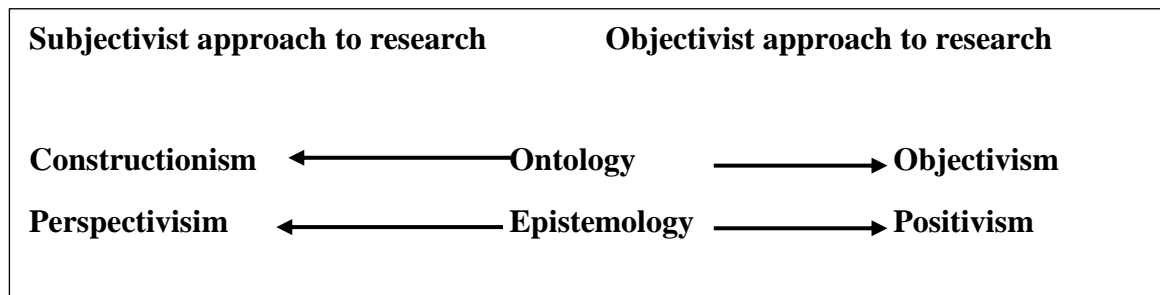 Subjectivist approach to research Objectivist approach to research
Constructionism Ontology Objectivism
Perspectivisim Epistemology Positivism